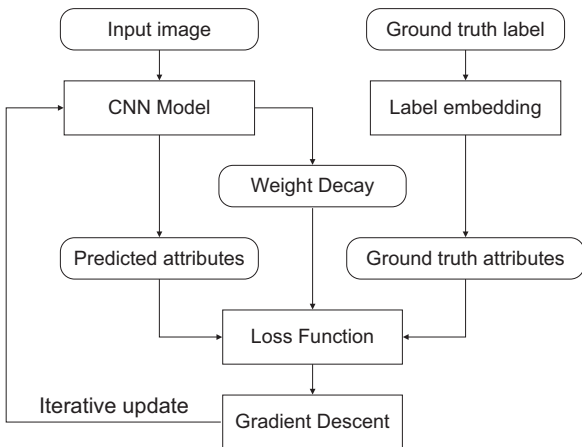 Input image
Ground truth label
CNN Model
Label embedding
Weight Decay
Predicted attributes
Ground truth attributes
Loss Function
Iterative update
Gradient Descent